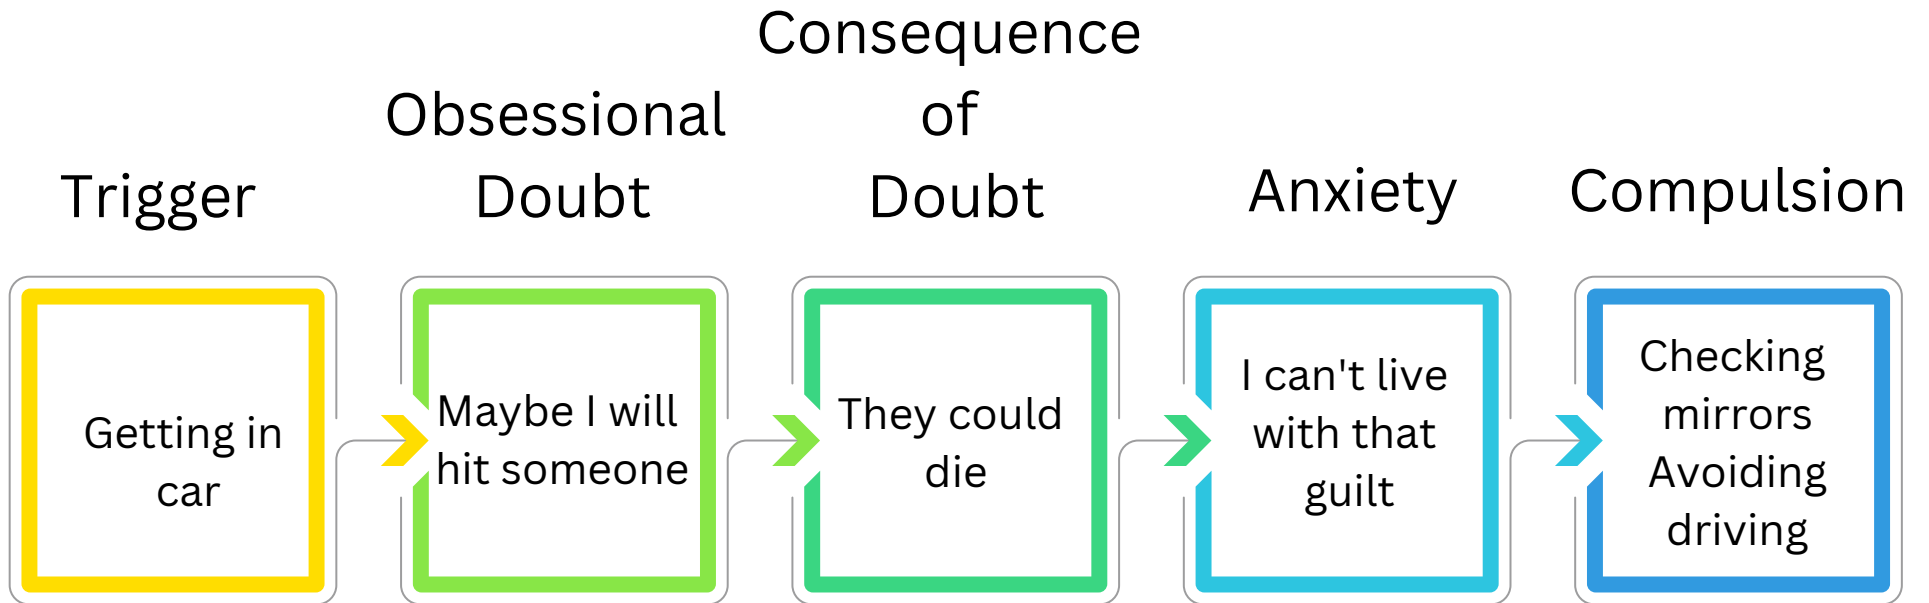 Trigger
Obsessional
Doubt
Consequence
of
Doubt
Anxiety
Compulsion
Getting in
car
Maybe I will
hit someone
They could
die
I can't live
with that
guilt
Checking
mirrors
Avoiding
driving